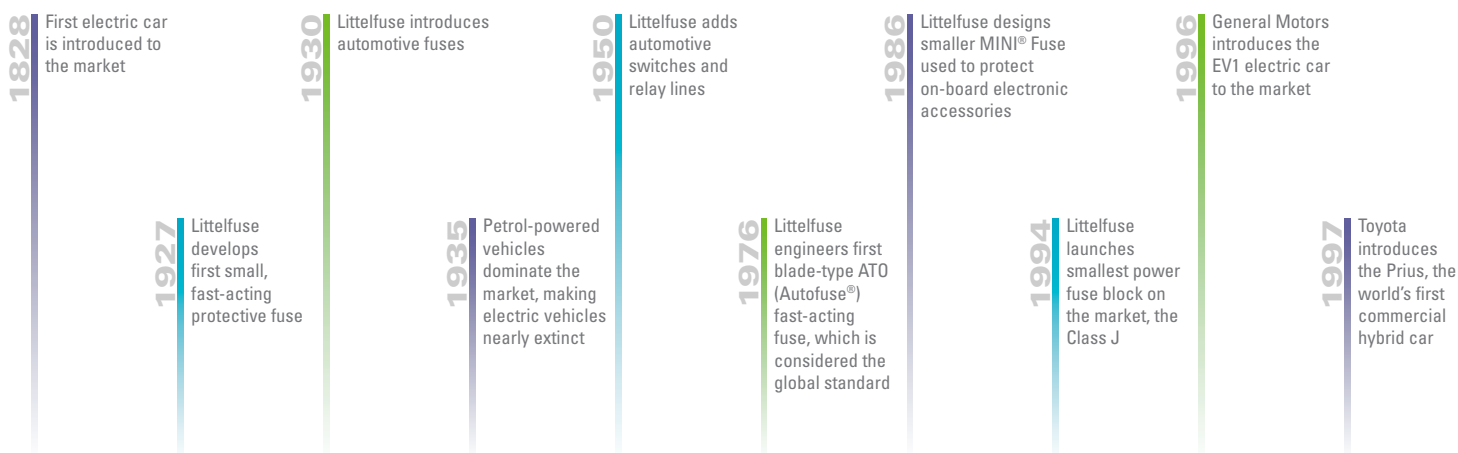 1828
First electric car
is introduced to
the market
1927
Littelfuse
develops
first small,
fast-acting
protective fuse
1930
Littelfuse introduces
automotive fuses
1935
Petrol-powered
vehicles
dominate the
market, making
electric vehicles
nearly extinct
1950
Littelfuse adds
automotive
switches and
relay lines
1976
Littelfuse
engineers first
blade-type ATO
(Autofuse®)
fast-acting
fuse, which is
considered the
global standard
1986
Littelfuse designs
smaller MINI® Fuse
used to protect
on-board electronic
accessories
1994
Littelfuse
launches
smallest power
fuse block on
the market, the
Class J
1996
General Motors
introduces the
EV1 electric car
to the market
1997
Toyota
introduces
the Prius, the
world's first
commercial
hybrid car